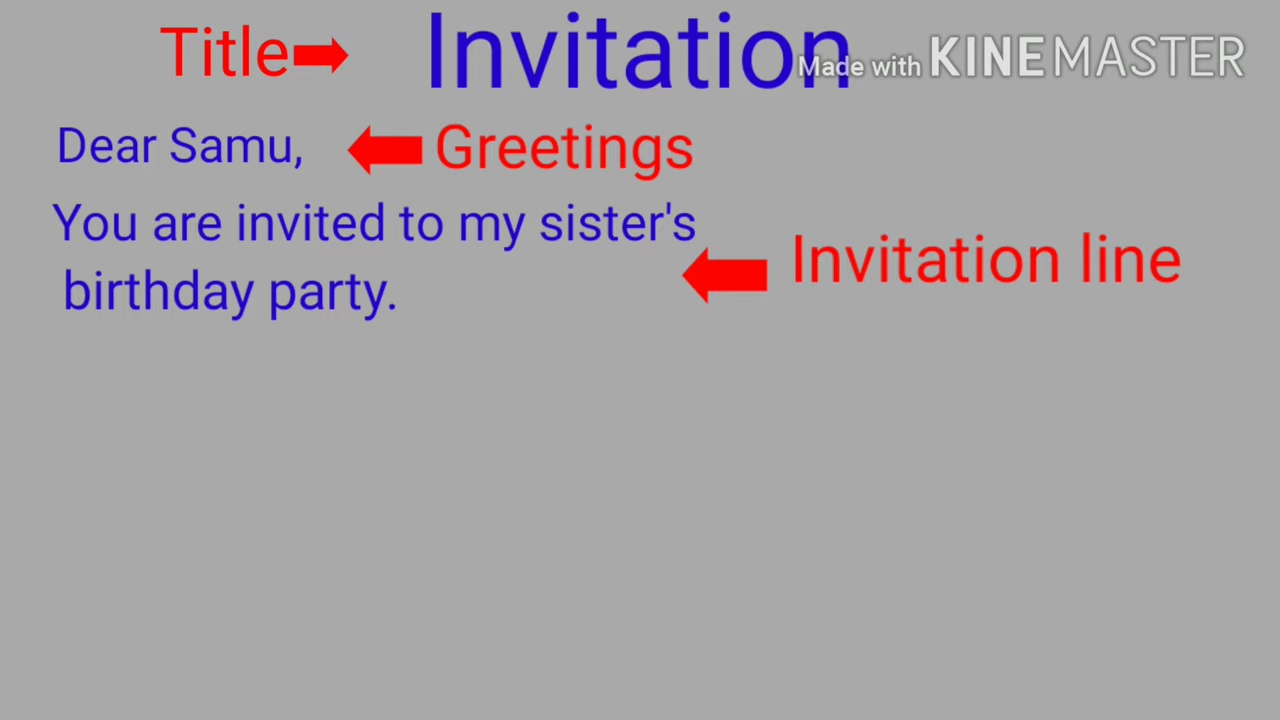 Title Invitation
Made with KINEMASTER
Dear Samu, Greetings
You are invited to my sister's
birthday party.
Invitation line